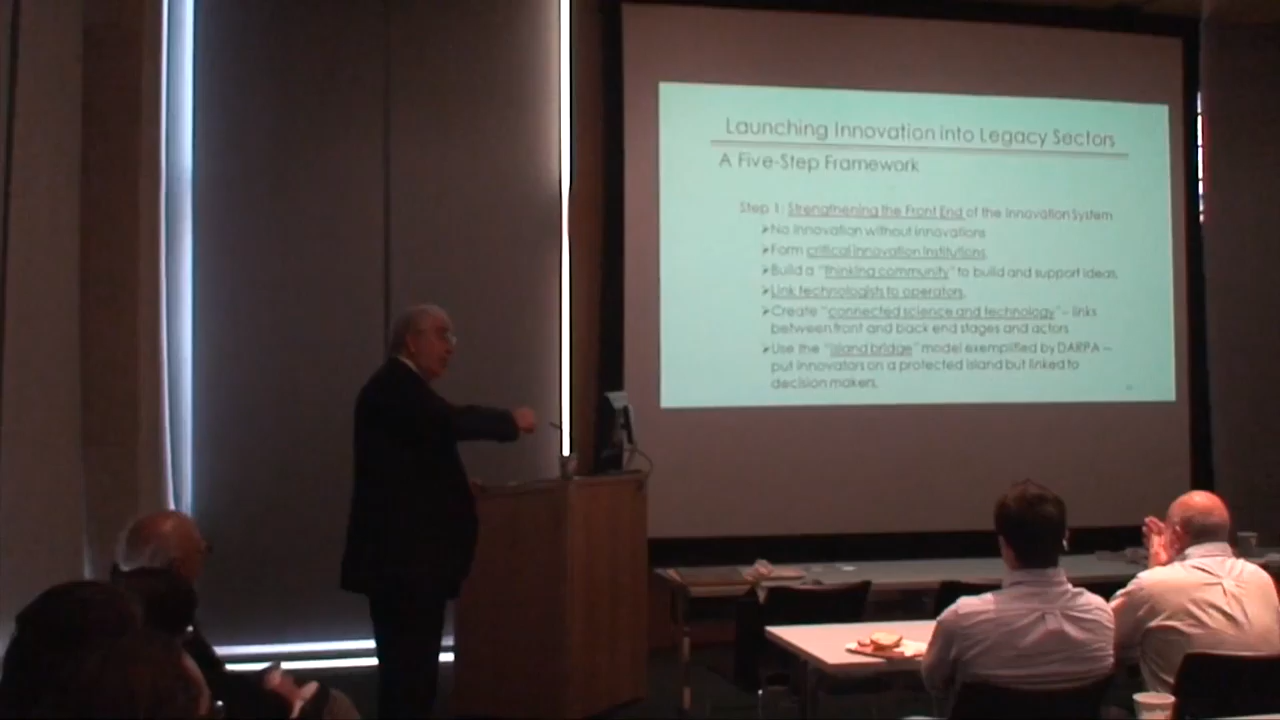 Launching Innovation into Legacy Sectors
A Five-Step Framework
Step 1: Strengthening the Front End of the Innovation System
➢No innovation without innovations
➢Form critical innovation institutions.
➢Build a "thinking community" to build and support ideas.
➢Link technologists to operators.
➢Create "connected science and technology" – links
between front and back end stages and actors
➢Use the "island bridge" model exemplified by DARPA –
put innovators on a protected island but linked to
decision makers.